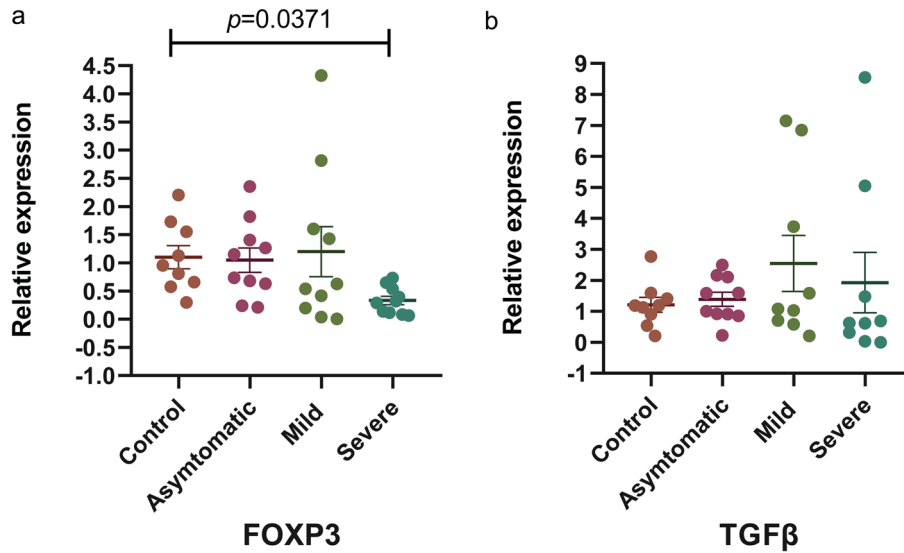 a
p=0.0371
Relative expression
4.5
4.0
3.5
3.0
2.5
2.0
1.5
1.0
0.5
0.0
-0.5
-1.0
Control
Asymtomatic
Mild
Severe
FOXP3
b
Relative expression
9
8
7
6
5
4
3
2
1
0
-1
Control
Asymtomatic
Mild
Severe
TGFβ